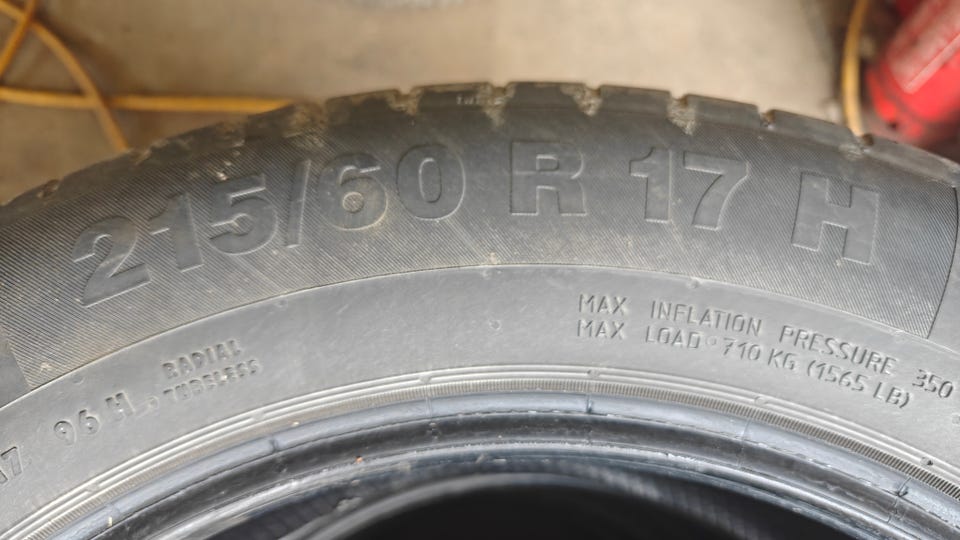 215/60 R 17 H
MAX INFLATION PRESSURE 350
MAX LOAD 710 KG (1565 LB)
96 H
RADIAL
TUBELESS